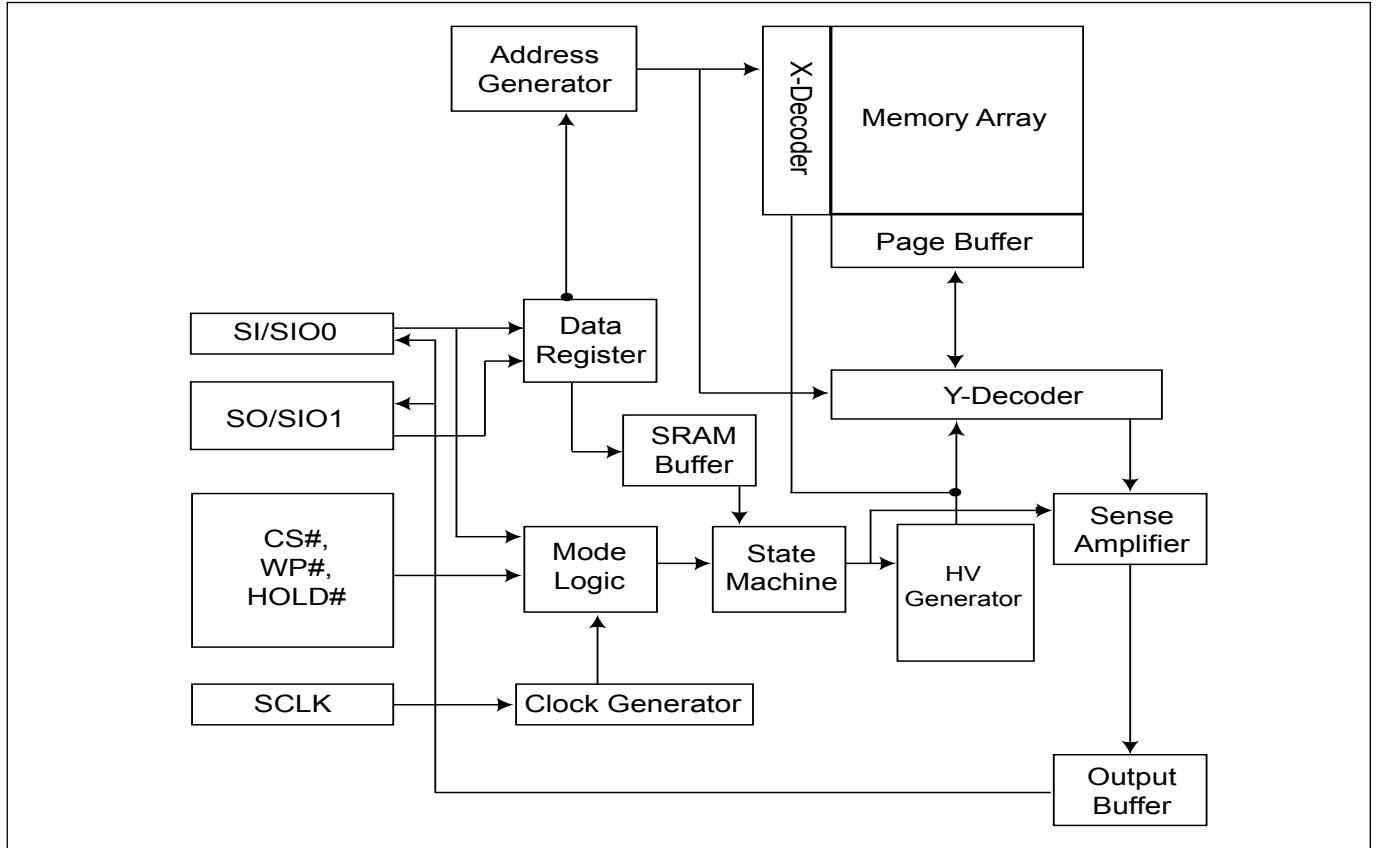 Address
Generator
X-Decoder
Memory Array
Page Buffer
SI/SIO0
Data
Register
SO/SIO1
Y-Decoder
SRAM
Buffer
CS#,
WP#,
HOLD#
Mode
Logic
State
Machine
HV
Generator
Sense
Amplifier
SCLK
Clock Generator
Output
Buffer